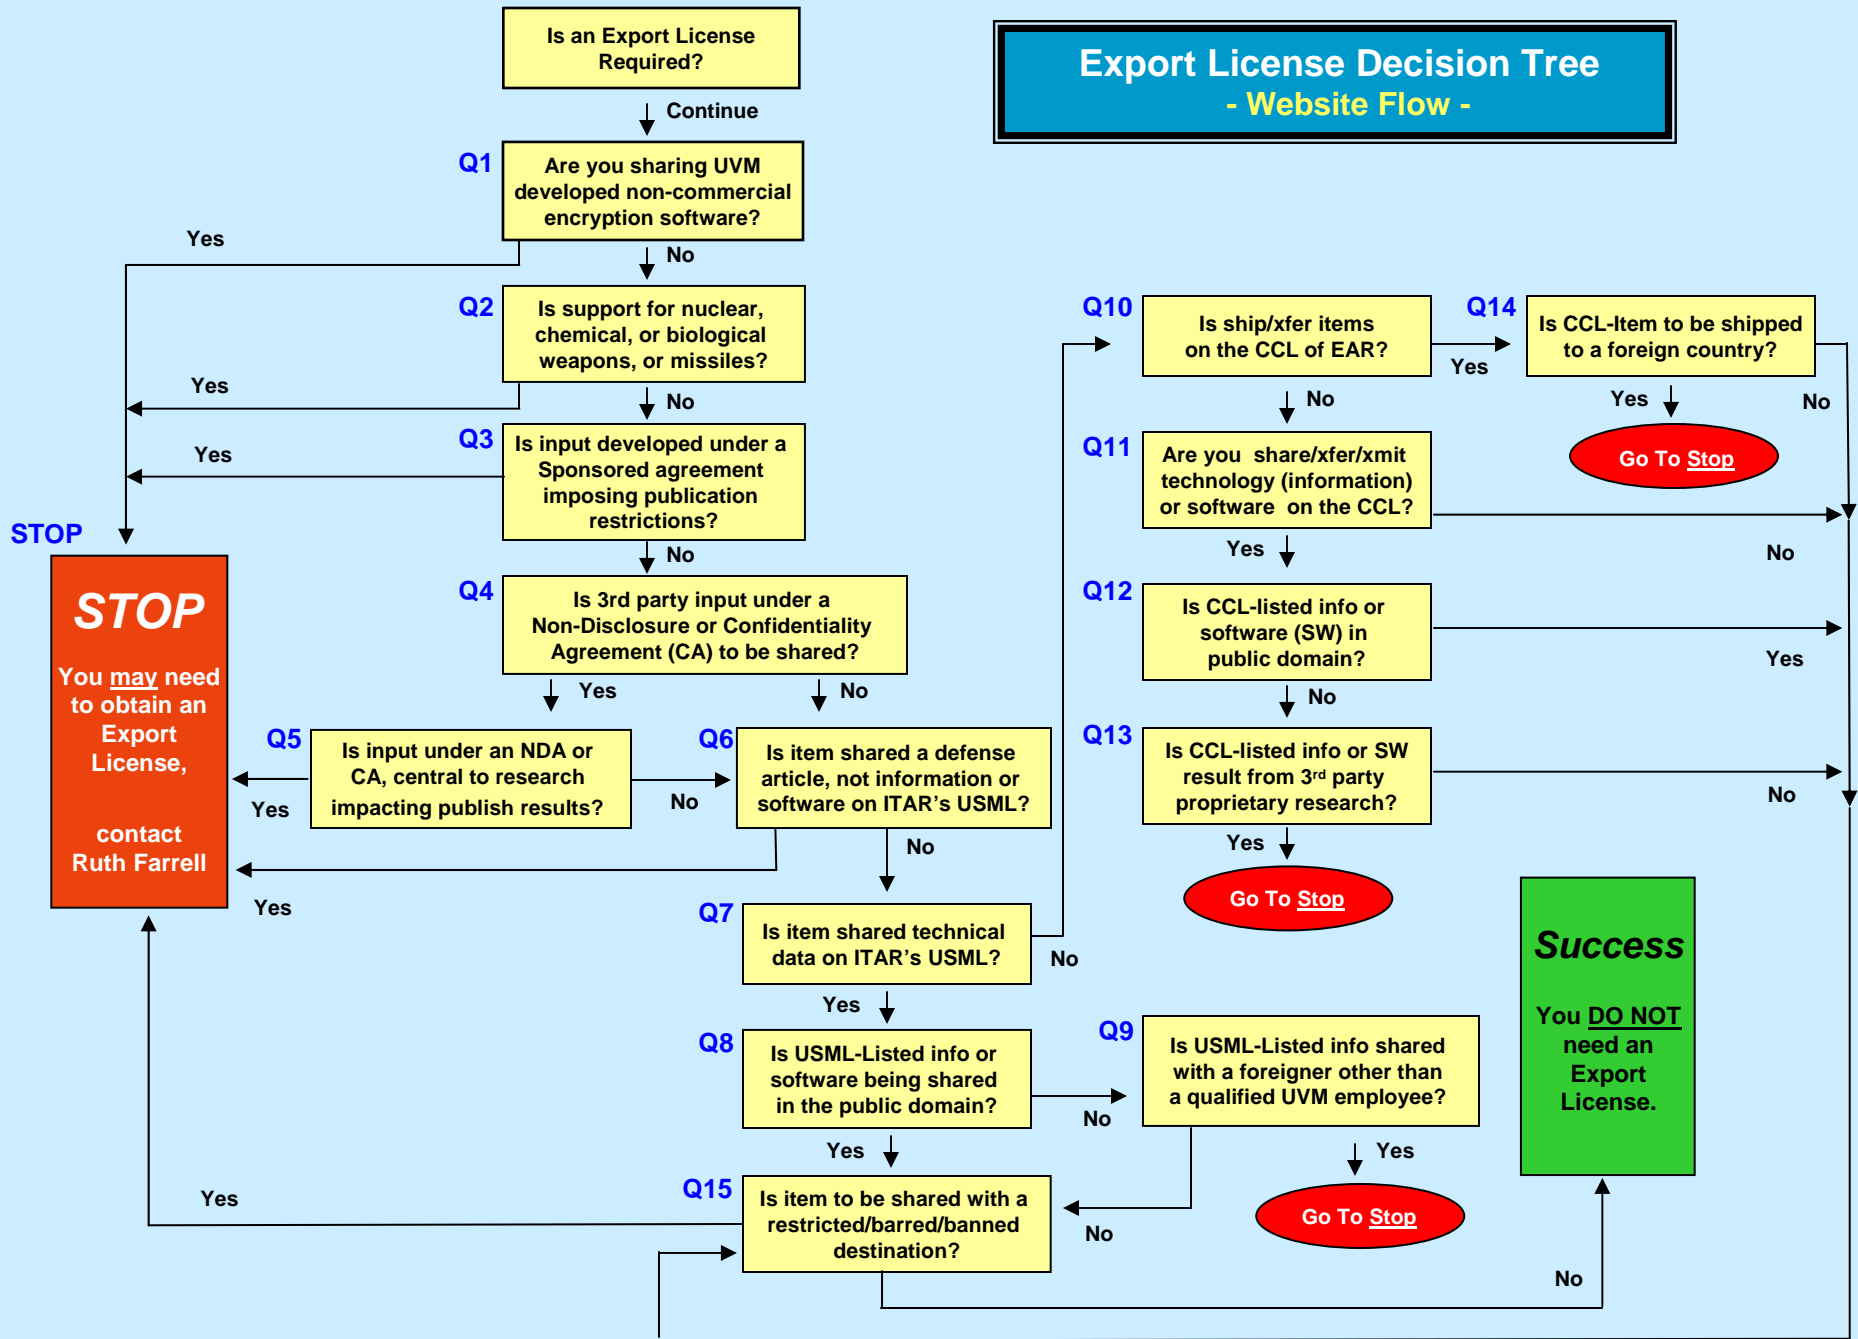 Export License Decision Tree
- Website Flow -
Is an Export License
Required?
Continue
Q1
Are you sharing UVM
developed non-commercial
encryption software?
Yes
No
Q2
Is support for nuclear,
chemical, or biological
weapons, or missiles?
Yes
No
Q3
Is input developed under a
Sponsored agreement
imposing publication
restrictions?
Yes
No
STOP
STOP
You may need
to obtain an
Export
License,
contact
Ruth Farrell
Q4
Is 3rd party input under a
Non-Disclosure or Confidentiality
Agreement (CA) to be shared?
Yes
No
Q5
Is input under an NDA or
CA, central to research
impacting publish results?
Yes
No
Q6
Is item shared a defense
article, not information or
software on ITAR's USML?
Yes
No
Q7
Is item shared technical
data on ITAR's USML?
No
Yes
Q8
Is USML-Listed info or
software being shared
in the public domain?
No
Yes
Q9
Is USML-Listed info shared
with a foreigner other than
a qualified UVM employee?
Yes
Go To Stop
No
Q15
Is item to be shared with a
restricted/barred/banned
destination?
Yes
No
Q10
Is ship/xfer items
on the CCL of EAR?
Yes
No
Q14
Is CCL-Item to be shipped
to a foreign country?
Yes
No
Go To Stop
Q11
Are you share/xfer/xmit
technology (information)
or software on the CCL?
No
Yes
Q12
Is CCL-listed info or
software (SW) in
public domain?
Yes
No
Q13
Is CCL-listed info or SW
result from 3rd party
proprietary research?
No
Yes
Go To Stop
Success
You DO NOT
need an
Export
License.